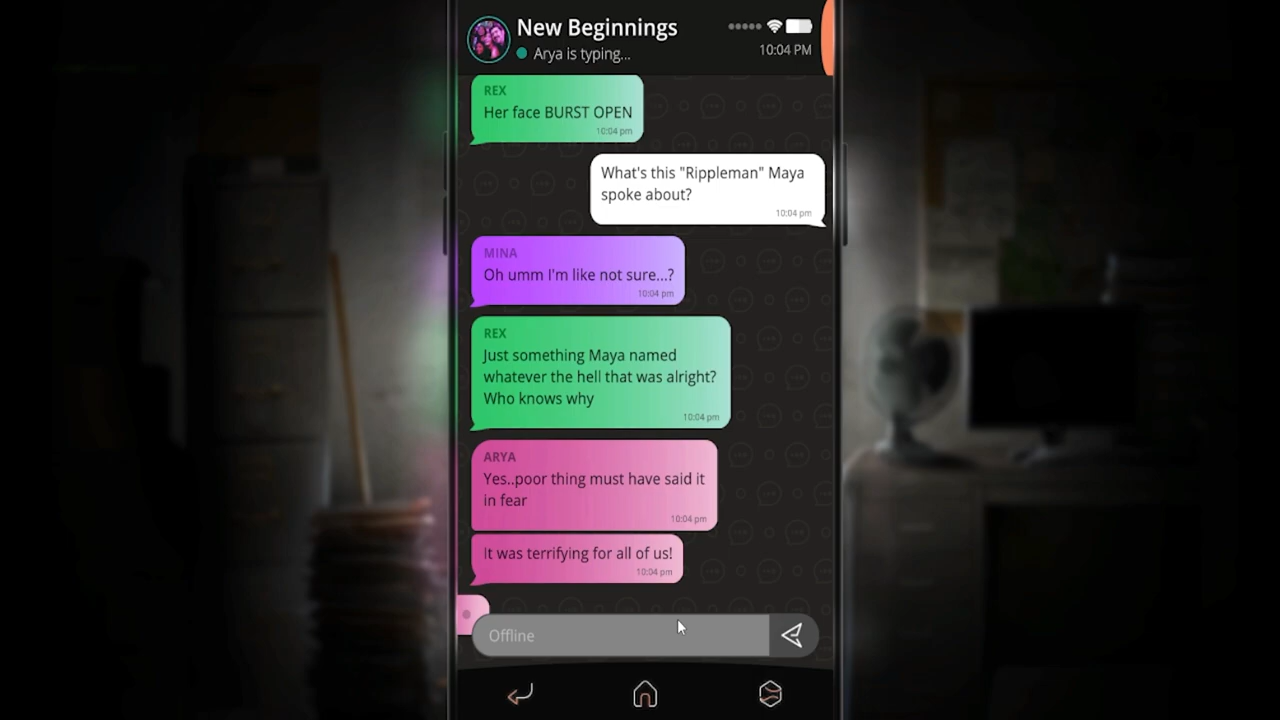 New Beginnings
Arya is typing...
10:04 PM
REX
Her face BURST OPEN
10:04 pm
What's this "Rippleman" Maya
spoke about?
10:04 pm
MINA
Oh umm I'm like not sure...?
10:04 pm
REX
Just something Maya named
whatever the hell that was alright?
Who knows why
10:04 pm
ARYA
Yes..poor thing must have said it
in fear
10:04 pm
It was terrifying for all of us!
10:04 pm
Offline